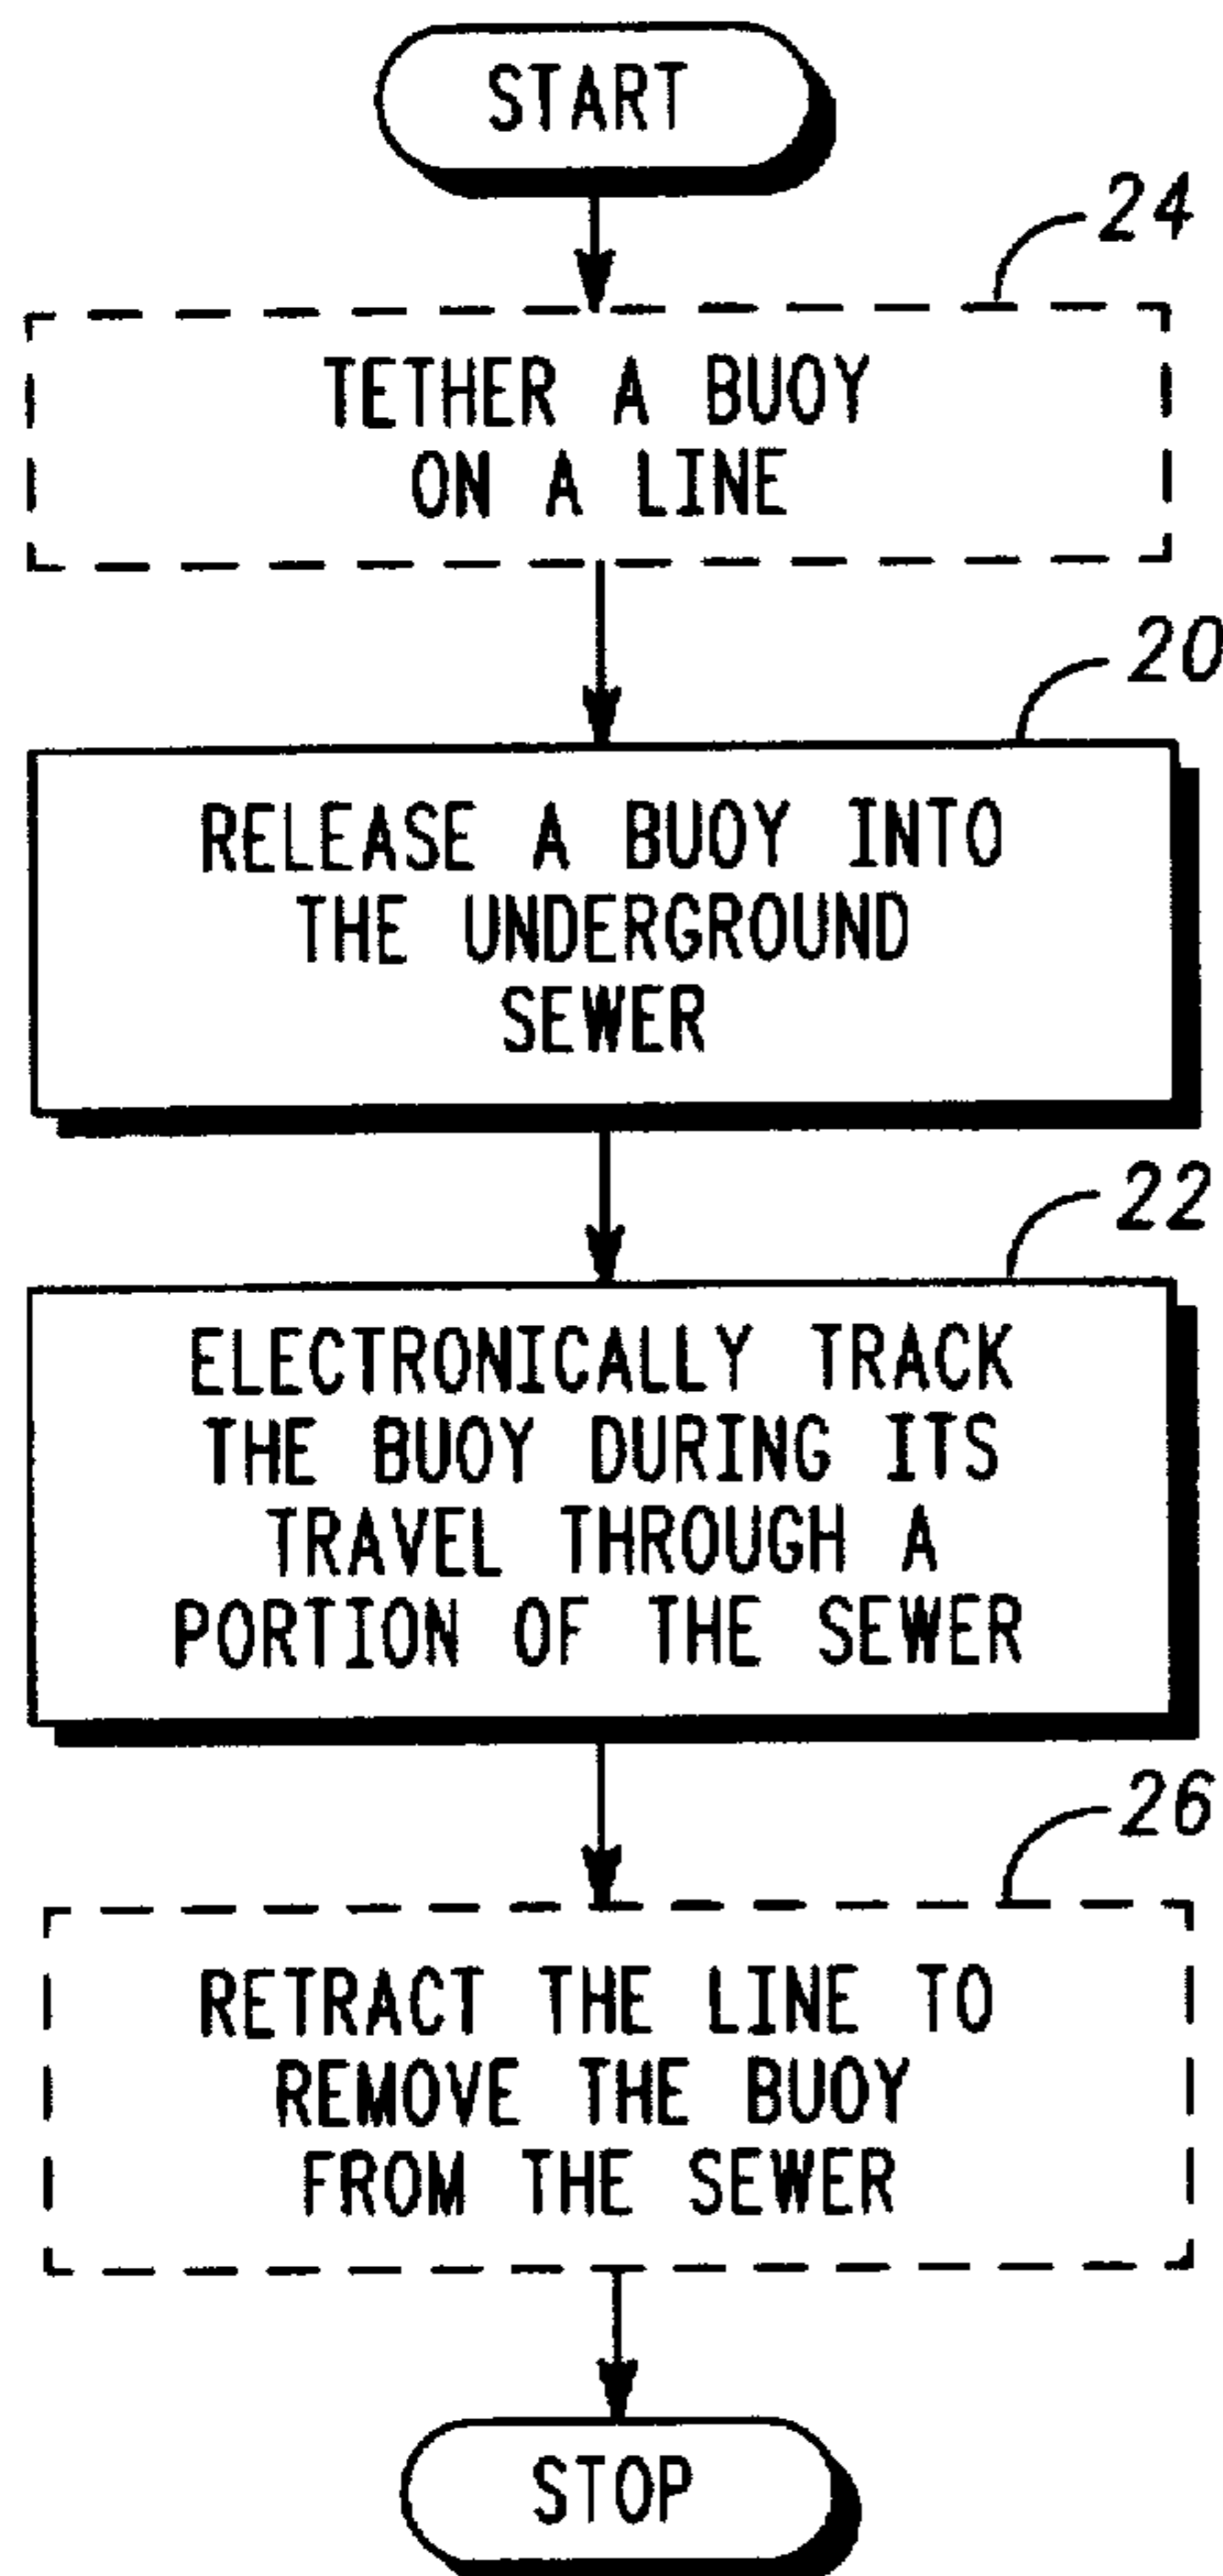 START
24
TETHER A BUOY
ON A LINE
20
RELEASE A BUOY INTO
THE UNDERGROUND
SEWER
22
ELECTRONICALLY TRACK
THE BUOY DURING ITS
TRAVEL THROUGH A
PORTION OF THE SEWER
26
RETRACT THE LINE TO
REMOVE THE BUOY
FROM THE SEWER
STOP